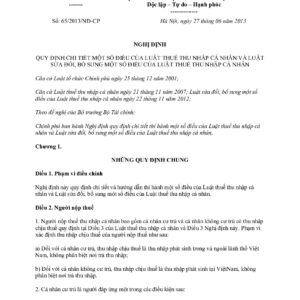 Độc lập - Tự do - Hạnh phúc
Số: 65/2013/NĐ-CP
Hà Nội, ngày 27 tháng 06 năm 2013
NGHỊ ĐỊNH
QUY ĐỊNH CHI TIẾT MỘT SỐ ĐIỀU CỦA LUẬT THUẾ THU NHẬP CÁ NHÂN VÀ LUẬT
SỬA ĐỔI, BỔ SUNG MỘT SỐ ĐIỀU CỦA LUẬT THUẾ THU NHẬP CÁ NHÂN
Căn cứ Luật tổ chức Chính phủ ngày 25 tháng 12 năm 2001;
Căn cứ Luật thuế thu nhập cá nhân ngày 21 tháng 11 năm 2007; Luật sửa đổi, bổ sung một số
điều của Luật thuế thu nhập cá nhân ngày 22 tháng 11 năm 2012;
Theo đề nghị của Bộ trưởng Bộ Tài chính;
Chính phủ ban hành Nghị định quy định chi tiết thi hành một số điều của Luật thuế thu nhập cá
nhân và Luật sửa đổi, bổ sung một số điều của Luật thuế thu nhập cá nhân.
Chương 1.
NHỮNG QUY ĐỊNH CHUNG
Điều 1. Phạm vi điều chỉnh
Nghị định này quy định chi tiết và hướng dẫn thi hành một số điều của Luật thuế thu nhập cá
nhân và Luật sửa đổi, bổ sung một số điều của Luật thuế thu nhập cá nhân.
Điều 2. Người nộp thuế
1. Người nộp thuế thu nhập cá nhân bao gồm cá nhân cư trú và cá nhân không cư trú có thu nhập
chịu thuế quy định tại Điều 3 của Luật thuế thu nhập cá nhân và Điều 3 Nghị định này. Phạm vi
xác định thu nhập chịu thuế của người nộp thuế như sau:
a) Đối với cá nhân cư trú, thu nhập chịu thuế là thu nhập phát sinh trong và ngoài lãnh thổ Việt
Nam, không phân biệt nơi trả thu nhập;
b) Đối với cá nhân không cư trú, thu nhập chịu thuế là thu nhập phát sinh tại ViệtNam, không
phân biệt nơi trả thu nhập.
2. Cá nhân cư trú là người đáp ứng một trong các điều kiện sau: